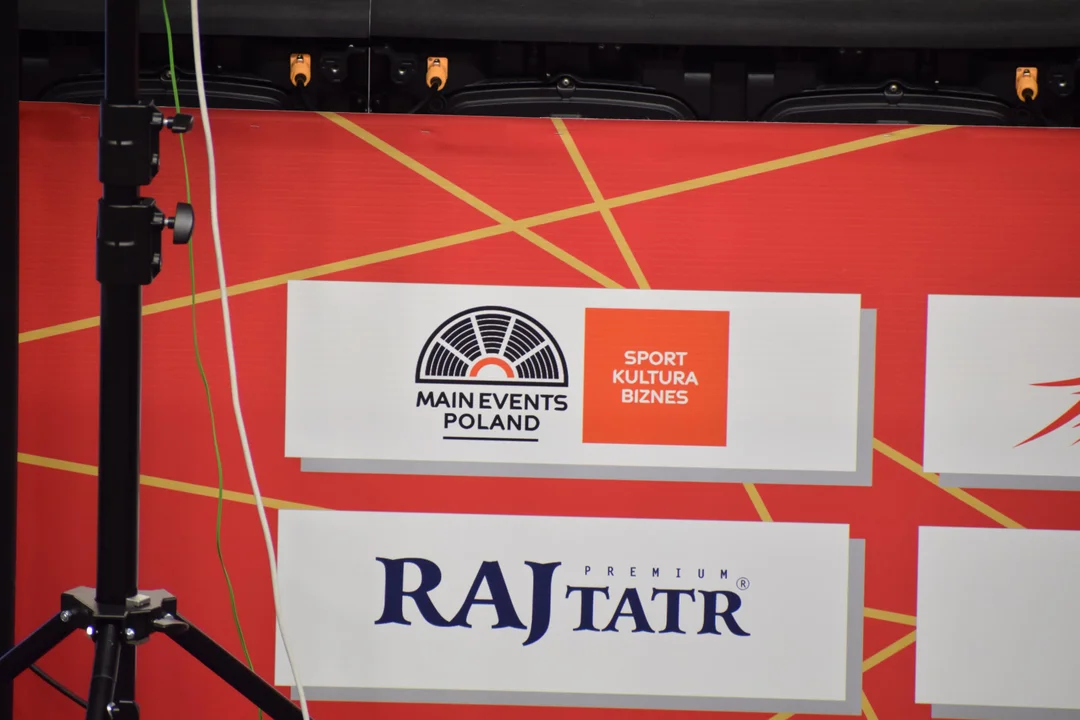 MAIN EVENTS
POLAND
SPORT
KULTURA
BIZNES
RAJ
PREMIUM
TATR®